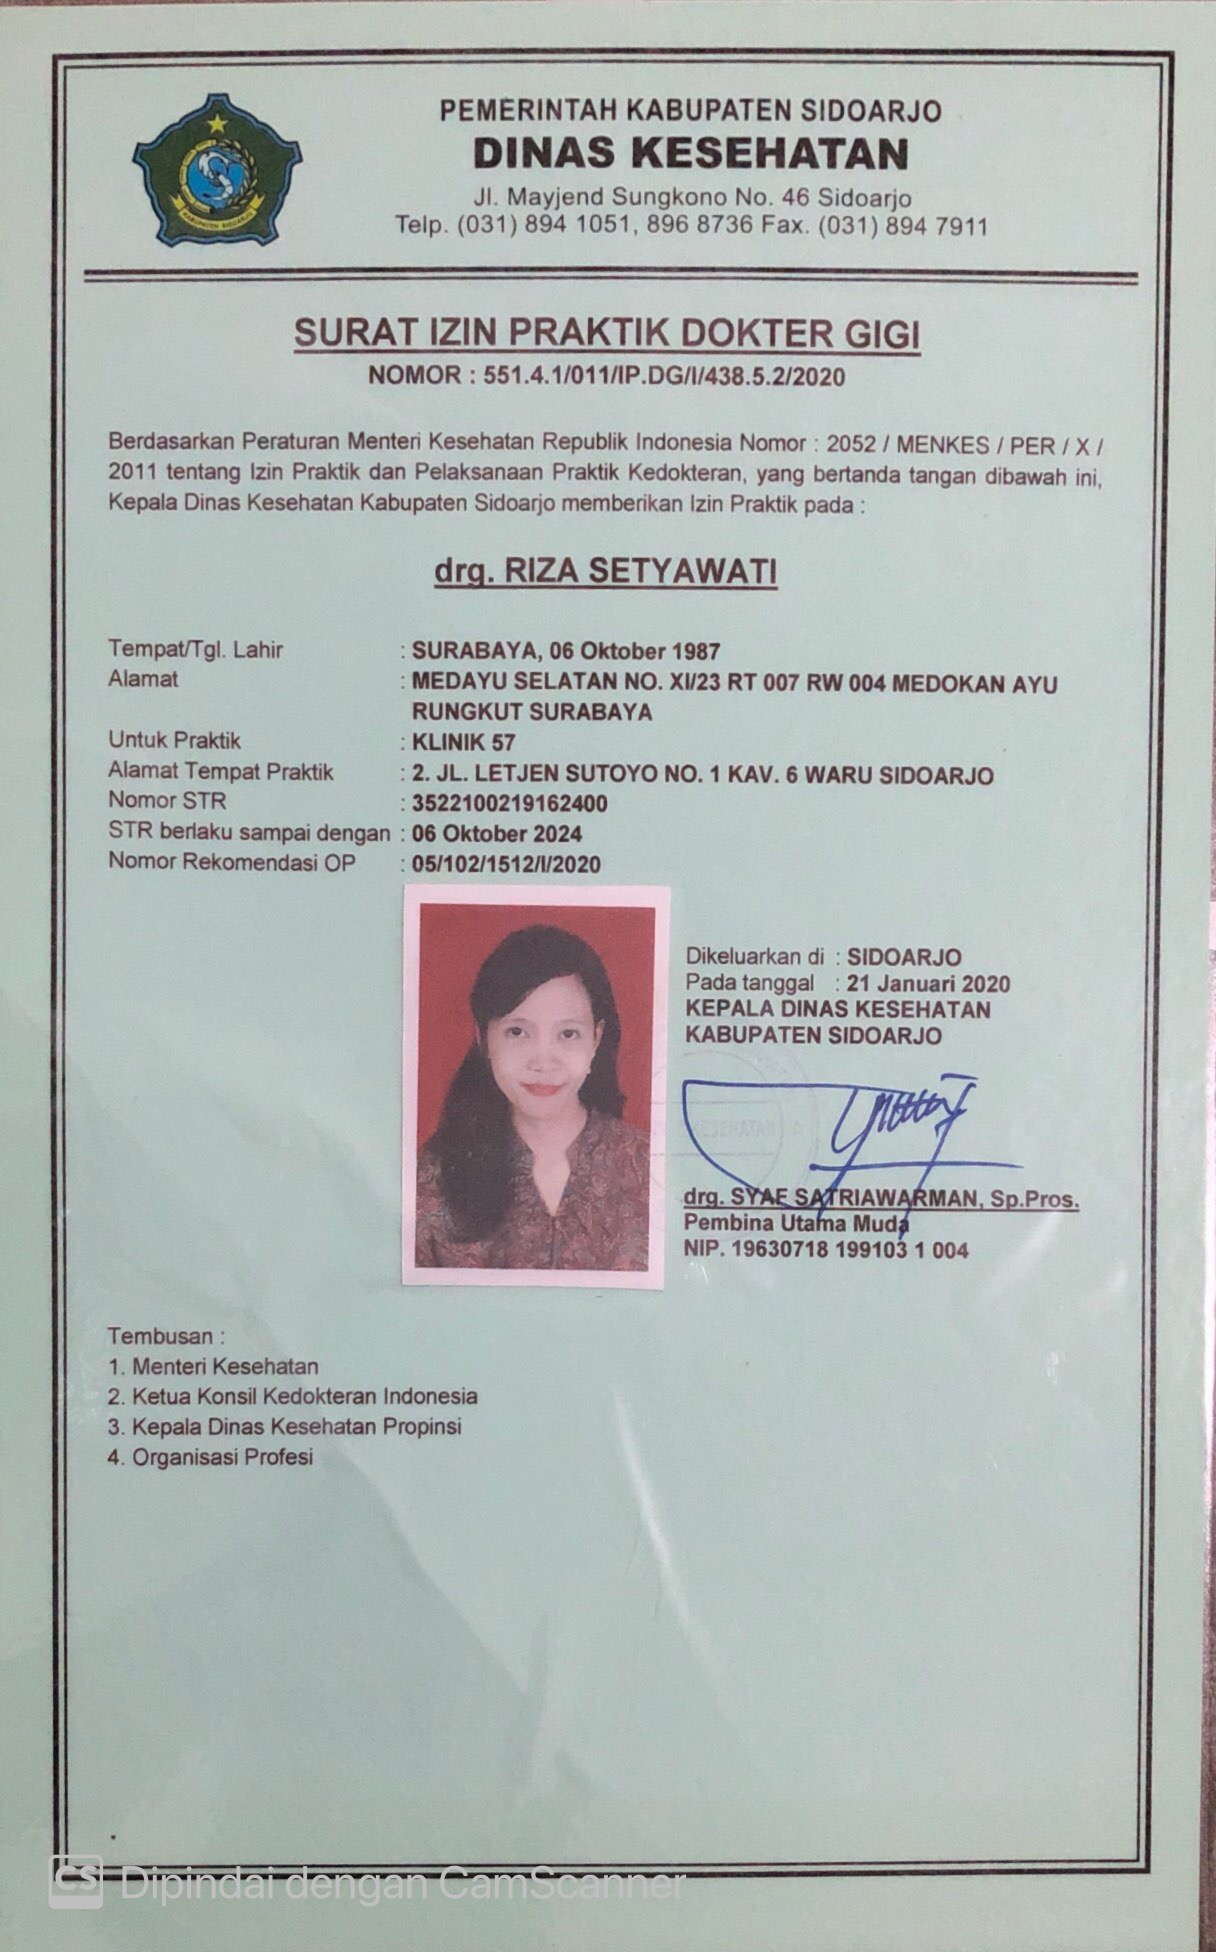 PEMERINTAH KABUPATEN SIDOARJO
DINAS KESEHATAN
Jl. Mayjend Sungkono No. 46 Sidoarjo
Telp. (031) 894 1051, 896 8736 Fax. (031) 894 7911
KABUPATEN SIDOARJO
SURAT IZIN PRAKTIK DOKTER GIGI
NOMOR : 551.4.1/011/IP.DG/I/438.5.2/2020
Berdasarkan Peraturan Menteri Kesehatan Republik Indonesia Nomor : 2052 / MENKES / PER / X /
2011 tentang Izin Praktik dan Pelaksanaan Praktik Kedokteran, yang bertanda tangan dibawah ini,
Kepala Dinas Kesehatan Kabupaten Sidoarjo memberikan Izin Praktik pada :
drg. RIZA SETYAWATI
Tempat/Tgl. Lahir : SURABAYA, 06 Oktober 1987
Alamat : MEDAYU SELATAN NO. XI/23 RT 007 RW 004 MEDOKAN AYU
RUNGKUT SURABAYA
Untuk Praktik : KLINIK 57
Alamat Tempat Praktik : 2. JL. LETJEN SUTOYO NO. 1 KAV. 6 WARU SIDOARJO
Nomor STR : 3522100219162400
STR berlaku sampai dengan : 06 Oktober 2024
Nomor Rekomendasi OP : 05/102/1512/I/2020
Dikeluarkan di : SIDOARJO
Pada tanggal : 21 Januari 2020
KEPALA DINAS KESEHATAN
KABUPATEN SIDOARJO
drg. SYAF SATRIAWARMAN, Sp.Pros.
Pembina Utama Muda
NIP. 19630718 199103 1 004
Tembusan :
1. Menteri Kesehatan
2. Ketua Konsil Kedokteran Indonesia
3. Kepala Dinas Kesehatan Propinsi
4. Organisasi Profesi
CS Dipindai dengan CamScanner